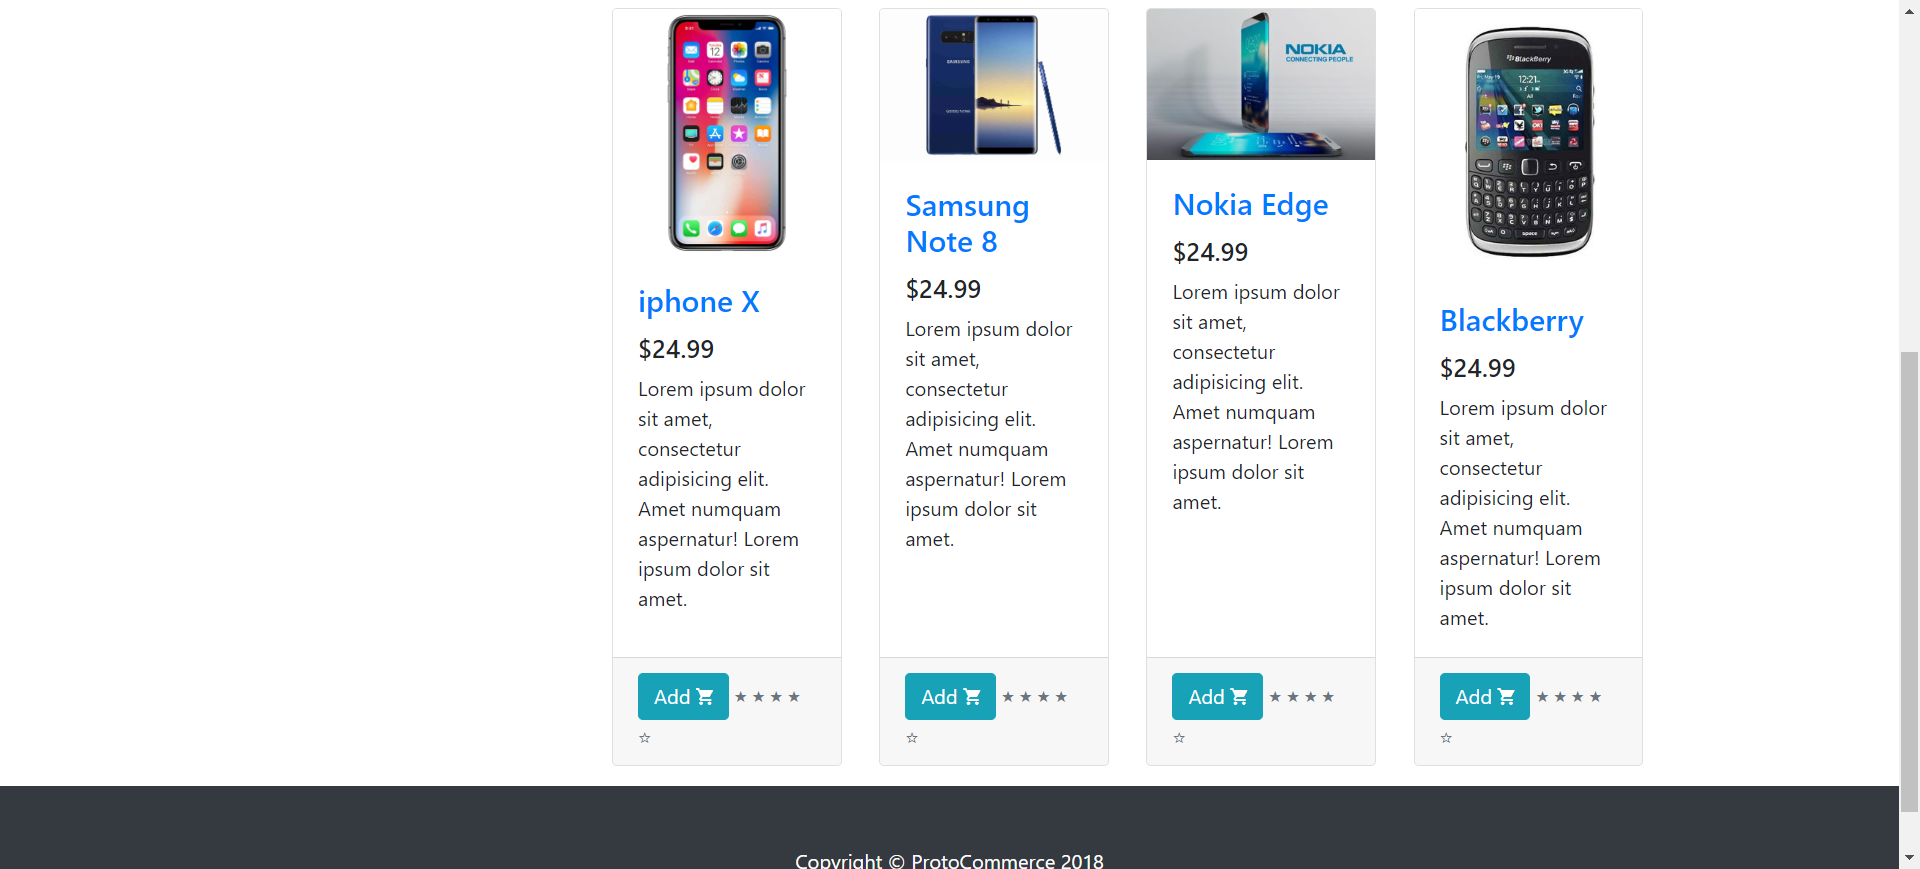 NOKIA
CONNECTING PEOPLE
SAMSUNG
BlackBerry
12:21
iphone X
$24.99
Lorem ipsum dolor
sit amet,
consectetur
adipisicing elit.
Amet numquam
aspernatur! Lorem
ipsum dolor sit
amet.
Add ★ ★ ★ ★
☆
Samsung
Note 8
$24.99
Lorem ipsum dolor
sit amet,
consectetur
adipisicing elit.
Amet numquam
aspernatur! Lorem
ipsum dolor sit
amet.
Add ★ ★ ★ ★
☆
Nokia Edge
$24.99
Lorem ipsum dolor
sit amet,
consectetur
adipisicing elit.
Amet numquam
aspernatur! Lorem
ipsum dolor sit
amet.
Add ★ ★ ★ ★
☆
Blackberry
$24.99
Lorem ipsum dolor
sit amet,
consectetur
adipisicing elit.
Amet numquam
aspernatur! Lorem
ipsum dolor sit
amet.
Add ★ ★ ★ ★
☆
Copyright © ProtoCommerce 2018